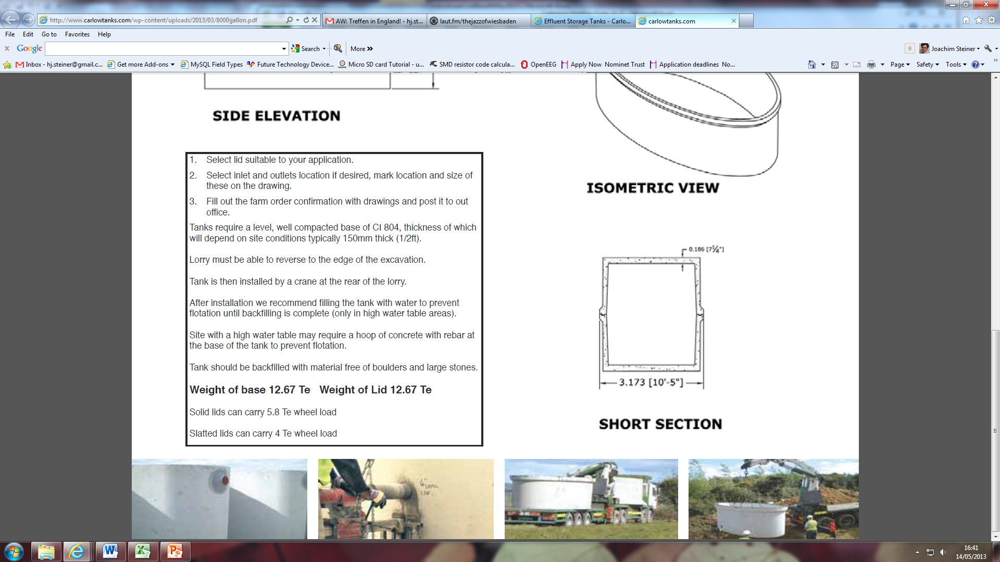 http://www.carlowtanks.com/wp-content/uploads/2013/03/8000gallon.pdf
AW: Treffen in England! - hj.st...
laut.fm/thejazzofwiesbaden
Effluent Storage Tanks - Carlo...
carlowtanks.com
File Edit Go to Favorites Help
x Google Search More »
0 Joachim Steiner
Inbox - hj.steiner@gmail.c... Get more Add-ons MySQL Field Types Future Technology Device... Micro SD card Tutorial - u... SMD resistor code calcula... OpenEEG Apply Now Nominet Trust Application deadlines No... Page Safety Tools
SIDE ELEVATION
ISOMETRIC VIEW
1. Select lid suitable to your application.
2. Select inlet and outlets location if desired, mark location and size of
these on the drawing.
3. Fill out the farm order confirmation with drawings and post it to out
office.
Tanks require a level, well compacted base of CI 804, thickness of which
will depend on site conditions typically 150mm thick (1/2ft).
Lorry must be able to reverse to the edge of the excavation.
Tank is then installed by a crane at the rear of the lorry.
After installation we recommend filling the tank with water to prevent
flotation until backfilling is complete (only in high water table areas).
Site with a high water table may require a hoop of concrete with rebar at
the base of the tank to prevent flotation.
Tank should be backfilled with material free of boulders and large stones.
Weight of base 12.67 Te Weight of Lid 12.67 Te
Solid lids can carry 5.8 Te wheel load
Slatted lids can carry 4 Te wheel load
0.186 [7¼"]
3.173 [10'-5"]
SHORT SECTION
16:41
14/05/2013